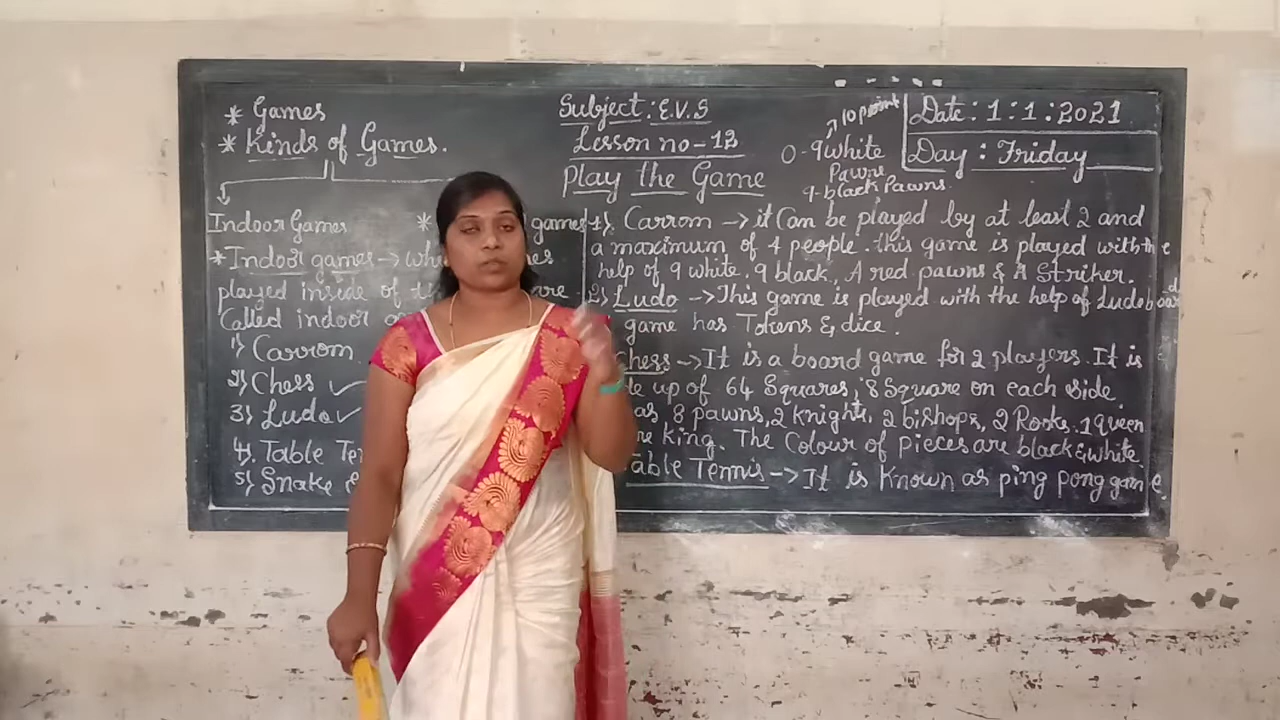 * Games
* Kinds of Games.
Indoor Games *
* Indoor games →
played inside of are
Called indoor
1) Carrom
2) Chess ✓
3) Ludo ✓
4) Table
5) Snake
Subject : E.V.S
Lesson no - 12
Play the Game
10 point
0 - 9 white
Pawns
9 - black Pawns.
Date : 1 : 1 : 2021
Day : Friday
games
1) Carrom → it Can be played by at least 2 and
a maximum of 4 people. this game is played with the
help of 9 white, 9 black, A red pawns & A Striker.
2) Ludo → This game is played with the help of Ludo board
game has Tokens & dice.
Chess → It is a board game for 2 players. It is
up of 64 Squares, 8 Square on each side.
8 pawns, 2 knights, 2 bishops, 2 Rooks. 1 queen
King. The Colour of Pieces are black & white.
Table Tennis → It is known as ping pong game.